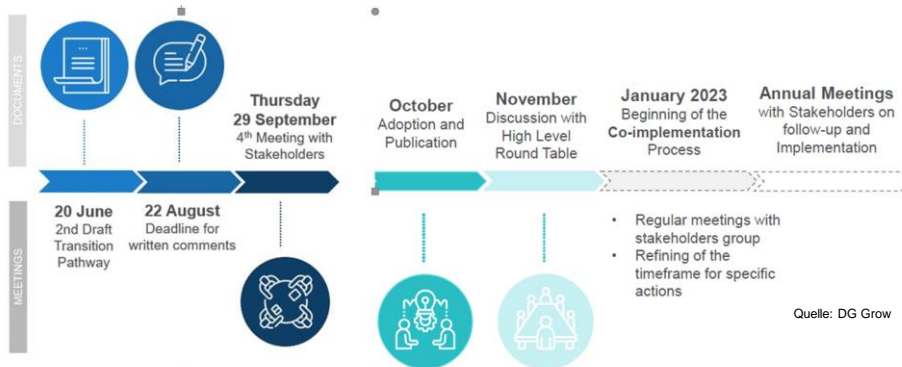 DOCUMENTS
Thursday
29 September
4th Meeting with
Stakeholders
October
Adoption and
Publication
November
Discussion with
High Level
Round Table
January 2023
Beginning of the
Co-implementation
Process
Annual Meetings
with Stakeholders on
follow-up and
Implementation
MEETINGS
20 June
2nd Draft
Transition
Pathway
22 August
Deadline for
written comments
• Regular meetings with
stakeholders group
• Refining of the
timeframe for specific
actions
Quelle: DG Grow